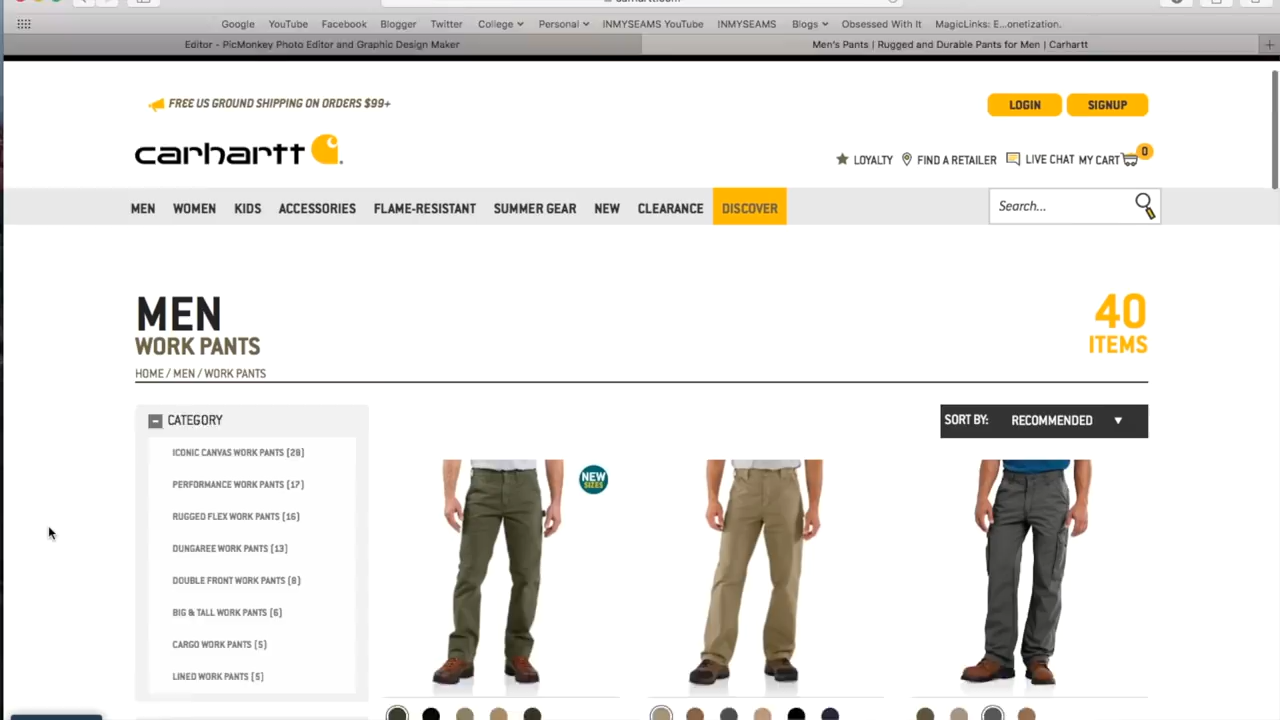 Google YouTube Facebook Blogger Twitter College Personal INMYSEAMS YouTube INMYSEAMS Blogs Obsessed With It MagicLinks: E...onetization.
Editor - PicMonkey Photo Editor and Graphic Design Maker
Men's Pants | Rugged and Durable Pants for Men | Carhartt
FREE US GROUND SHIPPING ON ORDERS $99+
LOGIN
SIGNUP
carhartt
LOYALTY FIND A RETAILER LIVE CHAT MY CART 0
MEN WOMEN KIDS ACCESSORIES FLAME-RESISTANT SUMMER GEAR NEW CLEARANCE DISCOVER
Search...
MEN
WORK PANTS
40
ITEMS
HOME / MEN / WORK PANTS
CATEGORY
SORT BY: RECOMMENDED
ICONIC CANVAS WORK PANTS (28)
PERFORMANCE WORK PANTS (17)
RUGGED FLEX WORK PANTS (16)
DUNGAREE WORK PANTS (13)
DOUBLE FRONT WORK PANTS (8)
BIG & TALL WORK PANTS (6)
CARGO WORK PANTS (5)
LINED WORK PANTS (5)
NEW
SIZES